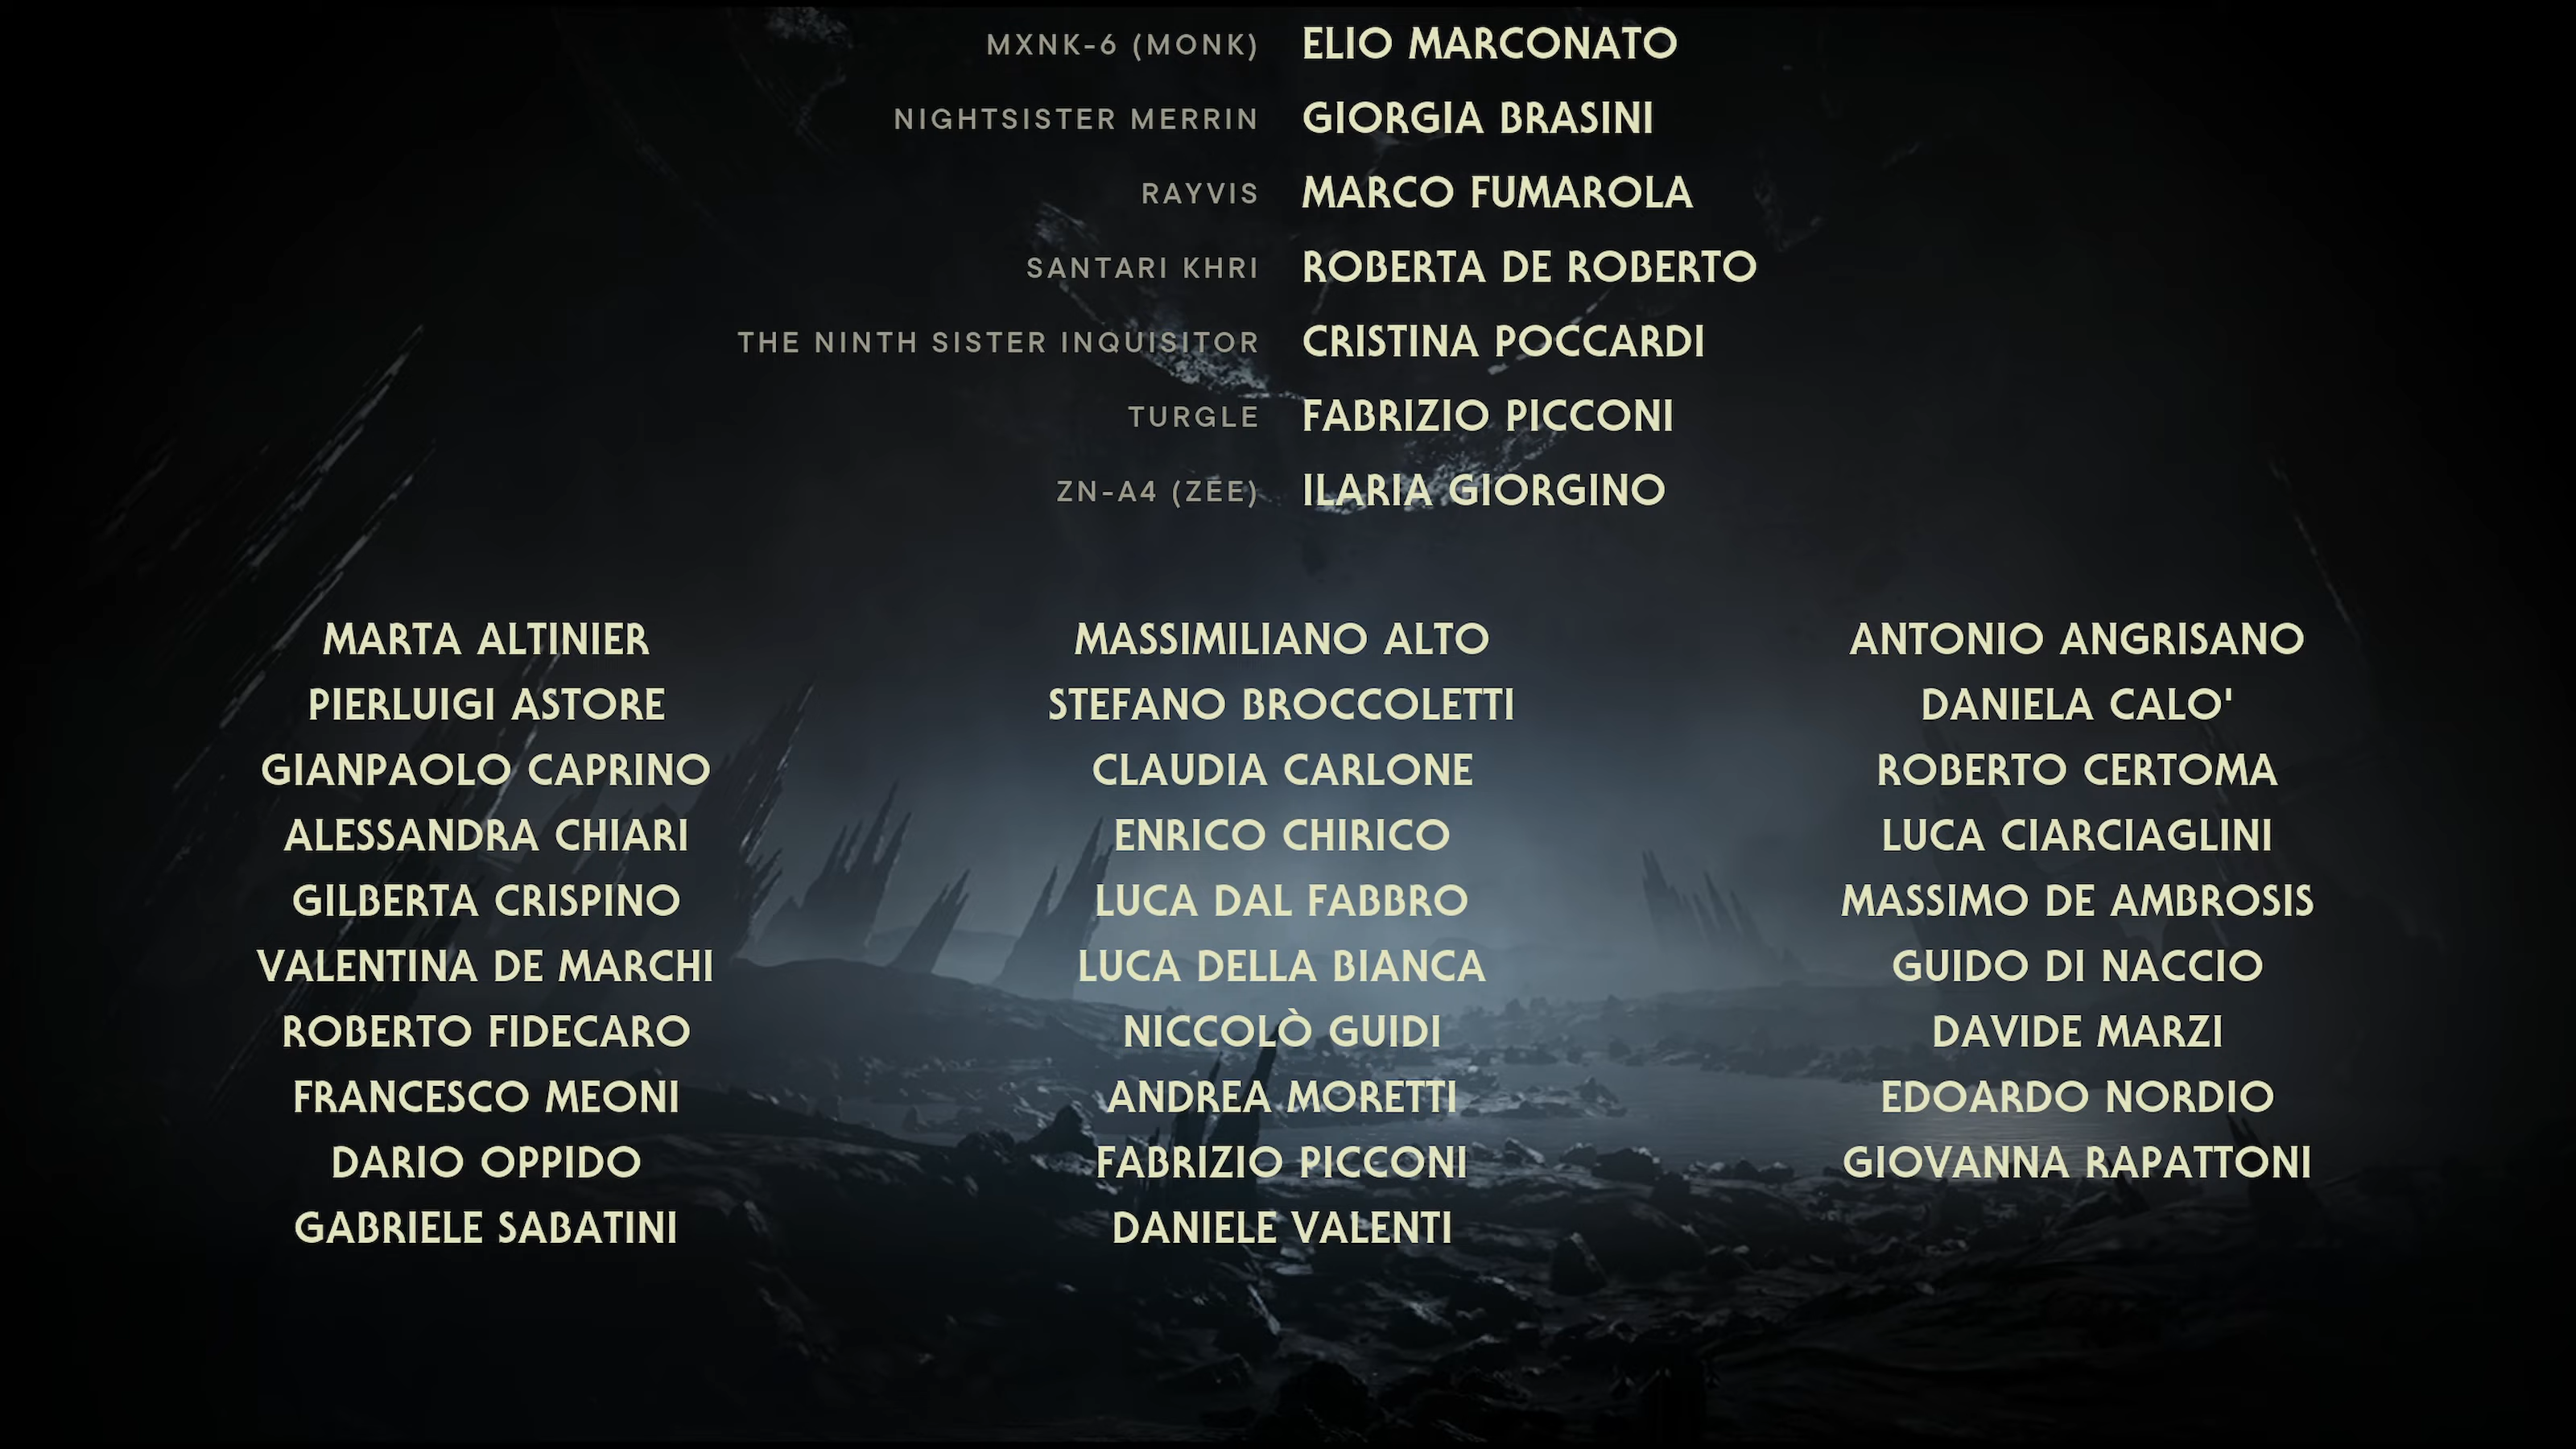 MXNK-6 (MONK) ELIO MARCONATO
NIGHTSISTER MERRIN GIORGIA BRASINI
RAYVIS MARCO FUMAROLA
SANTARI KHRI ROBERTA DE ROBERTO
THE NINTH SISTER INQUISITOR CRISTINA POCCARDI
TURGLE FABRIZIO PICCONI
ZN-A4 (ZEE) ILARIA GIORGINO
MARTA ALTINIER MASSIMILIANO ALTO ANTONIO ANGRISANO
PIERLUIGI ASTORE STEFANO BROCCOLETTI DANIELA CALO'
GIANPAOLO CAPRINO CLAUDIA CARLONE ROBERTO CERTOMA
ALESSANDRA CHIARI ENRICO CHIRICO LUCA CIARCIAGLINI
GILBERTA CRISPINO LUCA DAL FABBRO MASSIMO DE AMBROSIS
VALENTINA DE MARCHI LUCA DELLA BIANCA GUIDO DI NACCIO
ROBERTO FIDECARO NICCOLÒ GUIDI DAVIDE MARZI
FRANCESCO MEONI ANDREA MORETTI EDOARDO NORDIO
DARIO OPPIDO FABRIZIO PICCONI GIOVANNA RAPATTONI
GABRIELE SABATINI DANIELE VALENTI